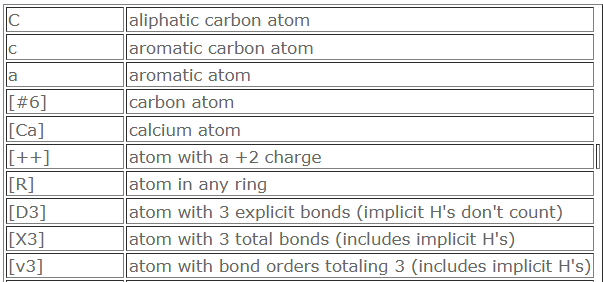 C aliphatic carbon atom
c aromatic carbon atom
a aromatic atom
[#6] carbon atom
[Ca] calcium atom
[++] atom with a +2 charge
[R] atom in any ring
[D3] atom with 3 explicit bonds (implicit H's don't count)
[X3] atom with 3 total bonds (includes implicit H's)
[v3] atom with bond orders totaling 3 (includes implicit H's)